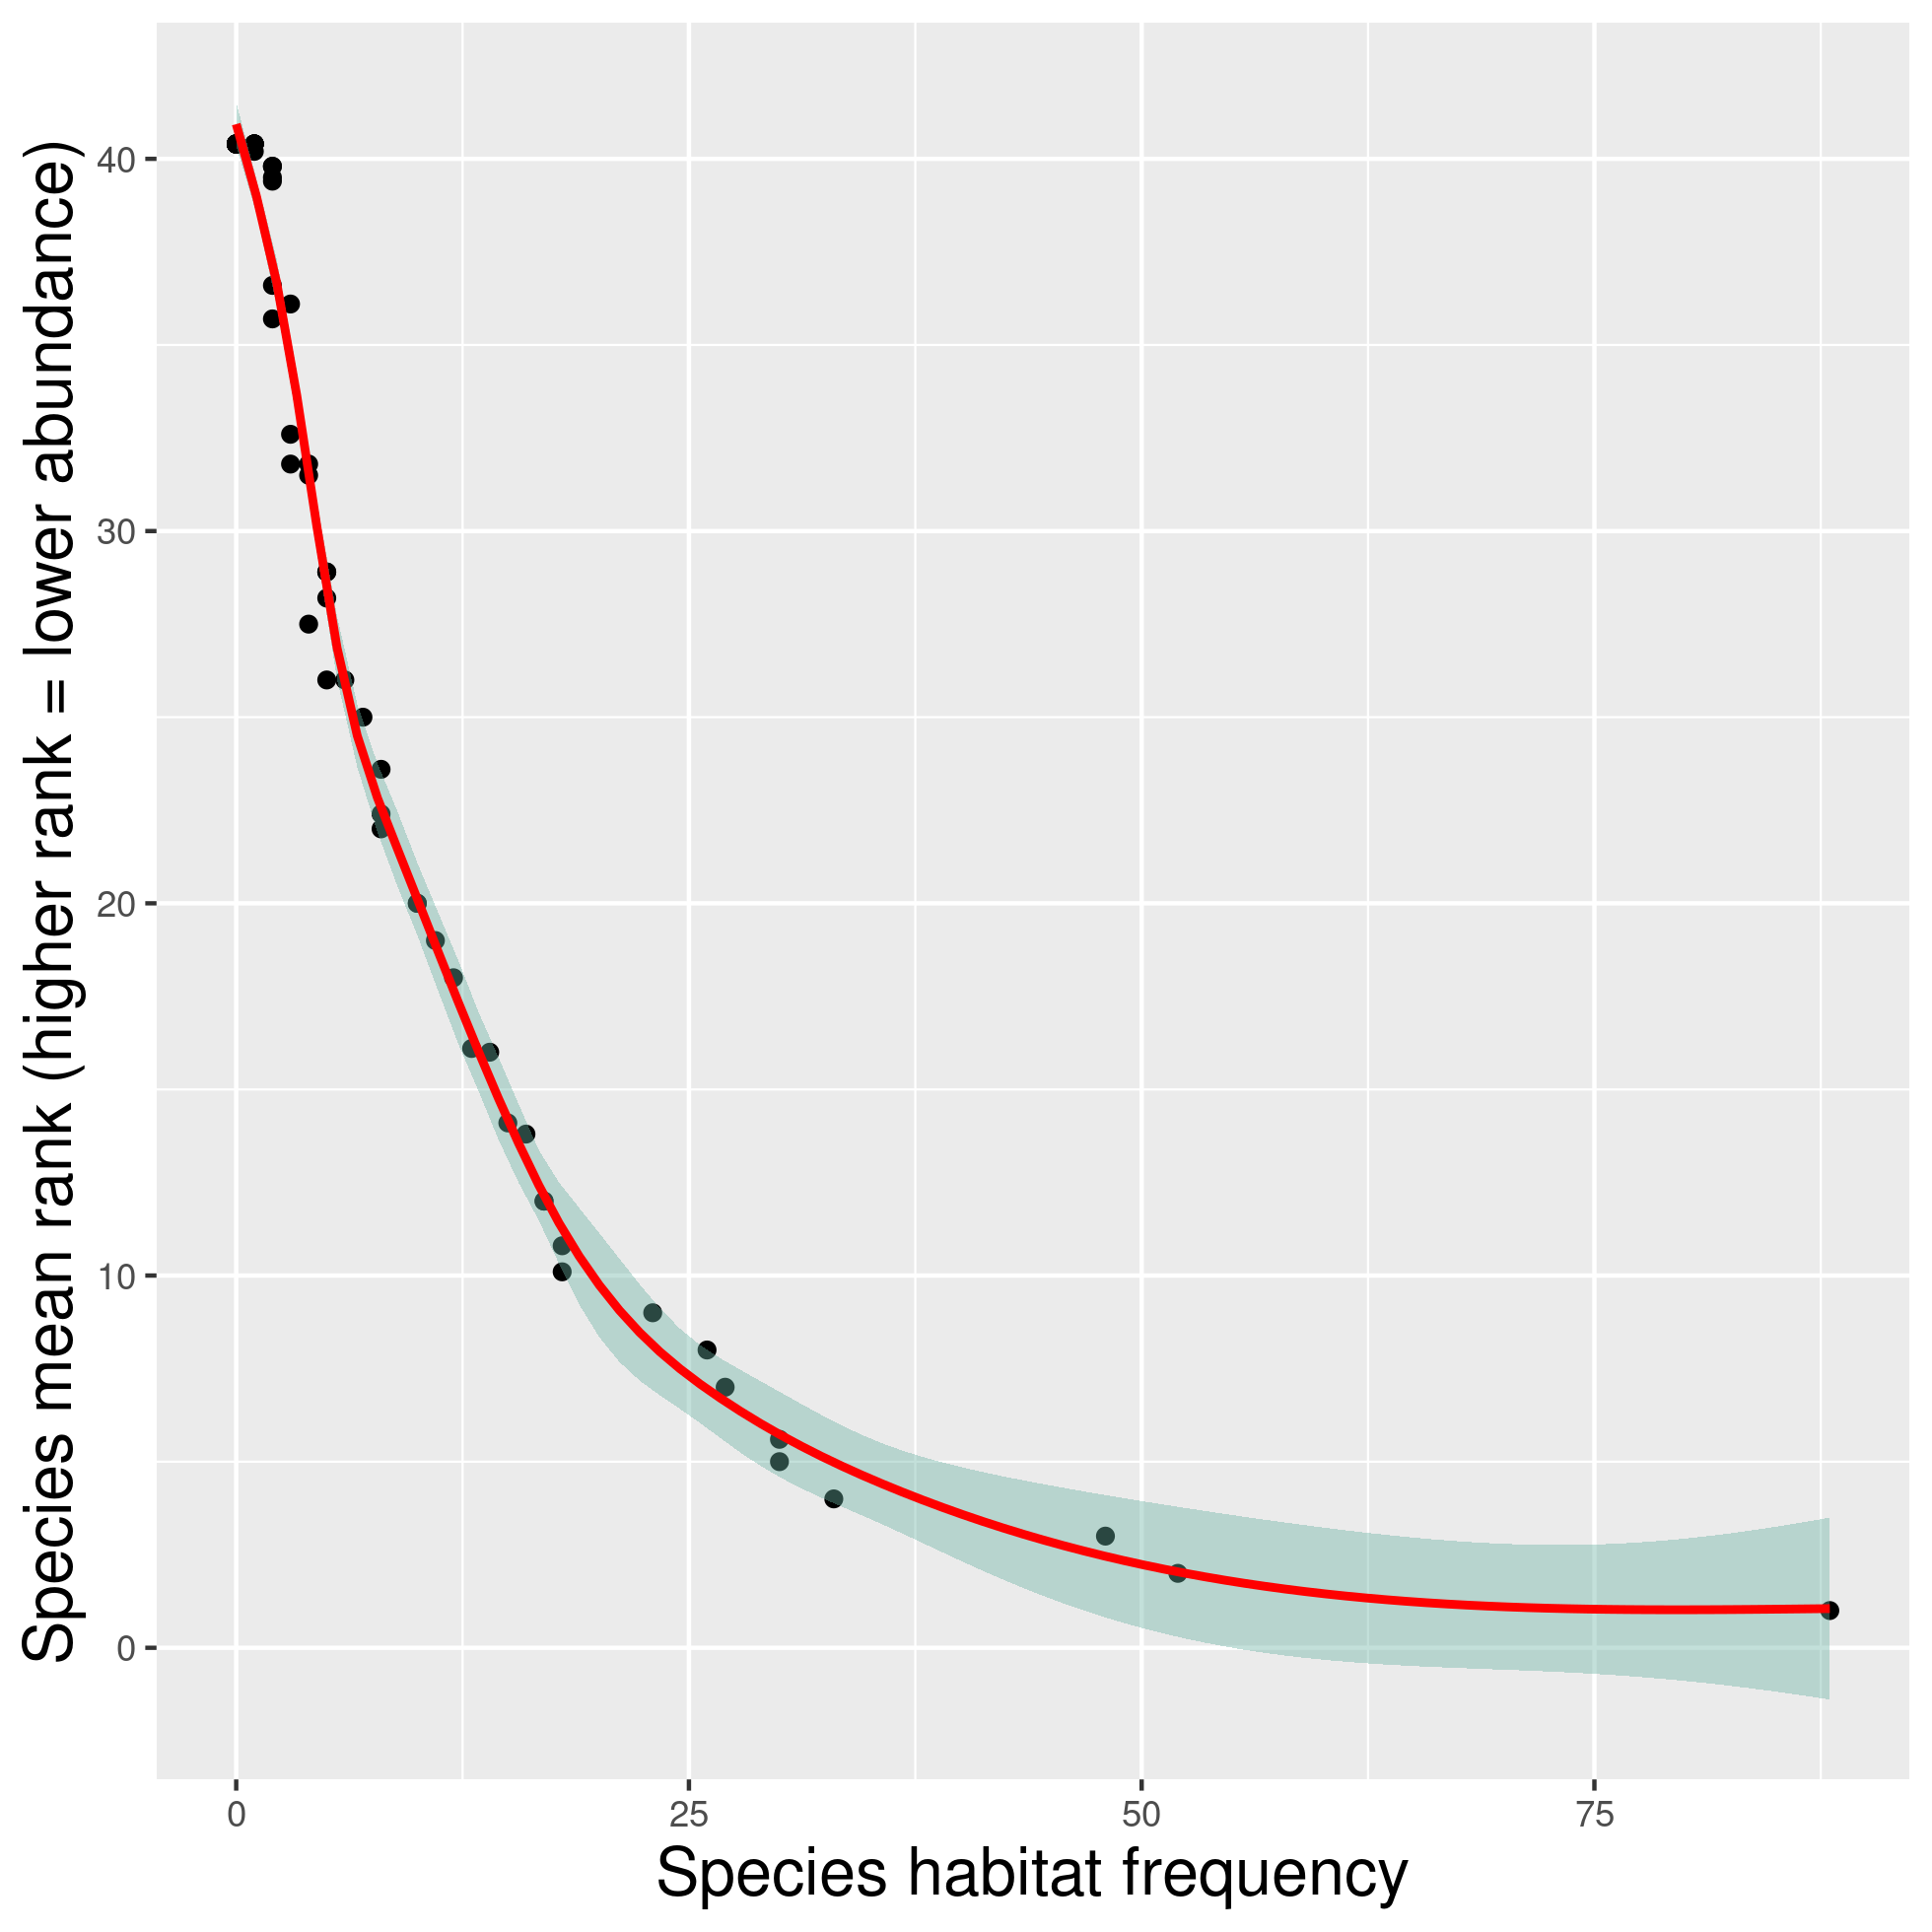 Species mean rank (higher rank = lower abundance)
40
30
20
10
0
0 25 50 75
Species habitat frequency